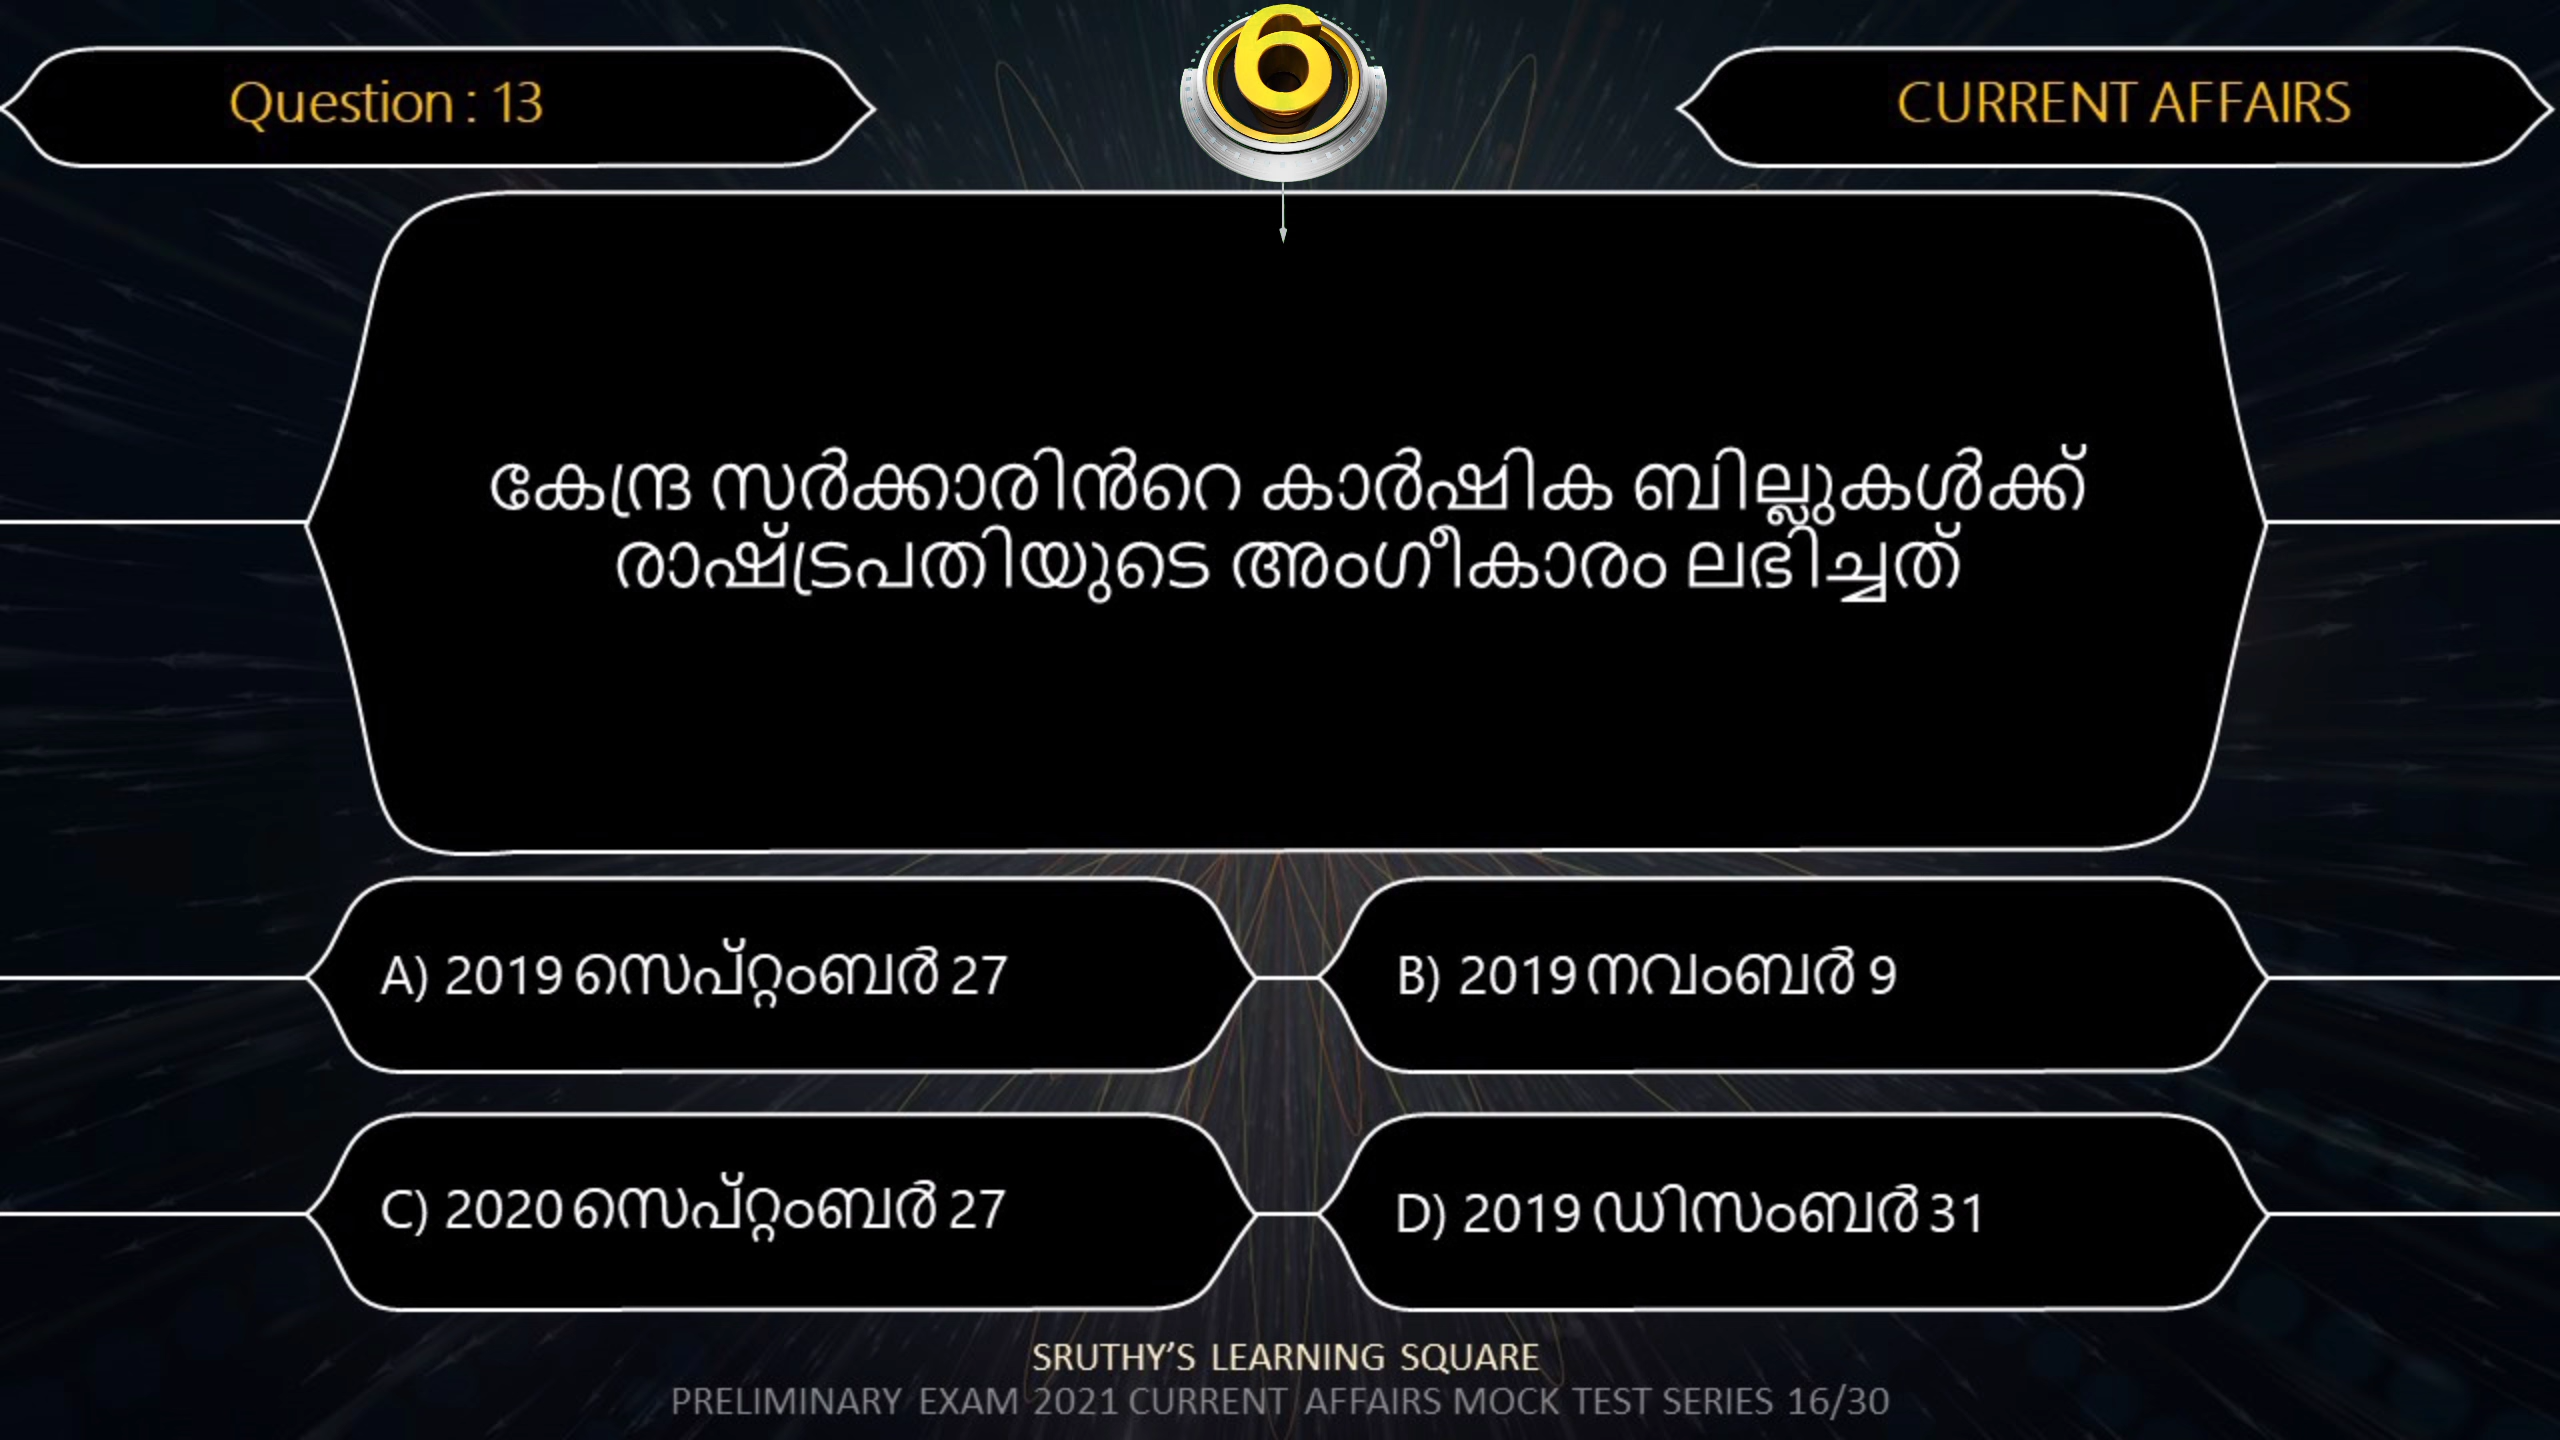 6
Question : 13
CURRENT AFFAIRS
കേന്ദ്ര സർക്കാരിൻറെ കാർഷിക ബില്ലുകൾക്ക്
രാഷ്ട്രപതിയുടെ അംഗീകാരം ലഭിച്ചത്
A) 2019 സെപ്റ്റംബർ 27
B) 2019 നവംബർ 9
C) 2020 സെപ്റ്റംബർ 27
D) 2019 ഡിസംബർ 31
SRUTHY’S LEARNING SQUARE
PRELIMINARY EXAM 2021 CURRENT AFFAIRS MOCK TEST SERIES 16/30